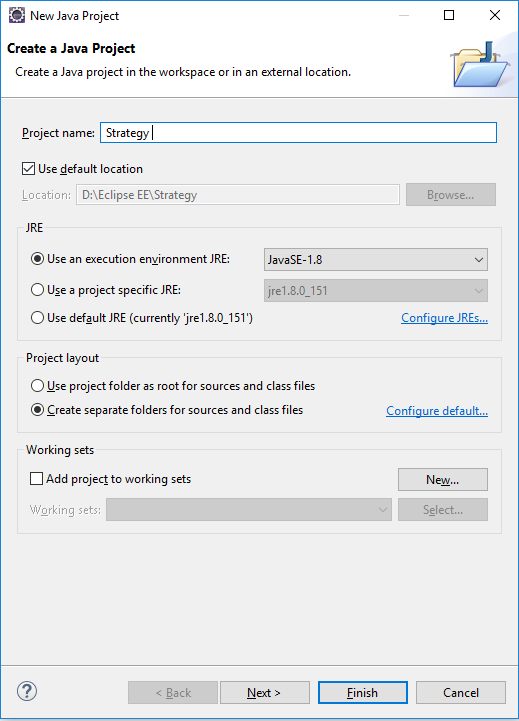 New Java Project
Create a Java Project
Create a Java project in the workspace or in an external location.
Project name: Strategy
Use default location
Location: D:\Eclipse EE\Strategy Browse...
JRE
Use an execution environment JRE: JavaSE-1.8
Use a project specific JRE: jre1.8.0_151
Use default JRE (currently 'jre1.8.0_151') Configure JREs...
Project layout
Use project folder as root for sources and class files
Create separate folders for sources and class files Configure default...
Working sets
Add project to working sets New...
Working sets: Select...
? < Back Next > Finish Cancel